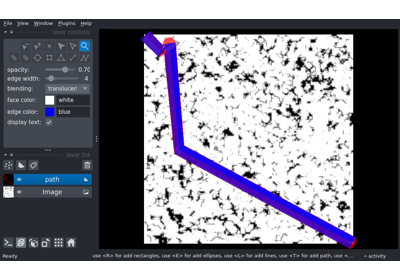 File View Window Plugins Help
layer controls
opacity: 0.70
edge width: 4
blending: translucent
face color: white
edge color: blue
display text:
layer list
path
Image
Ready use <R> for add rectangles, use <E> for add ellipses, use <L> for add lines, use <T> for add path, use <... activity